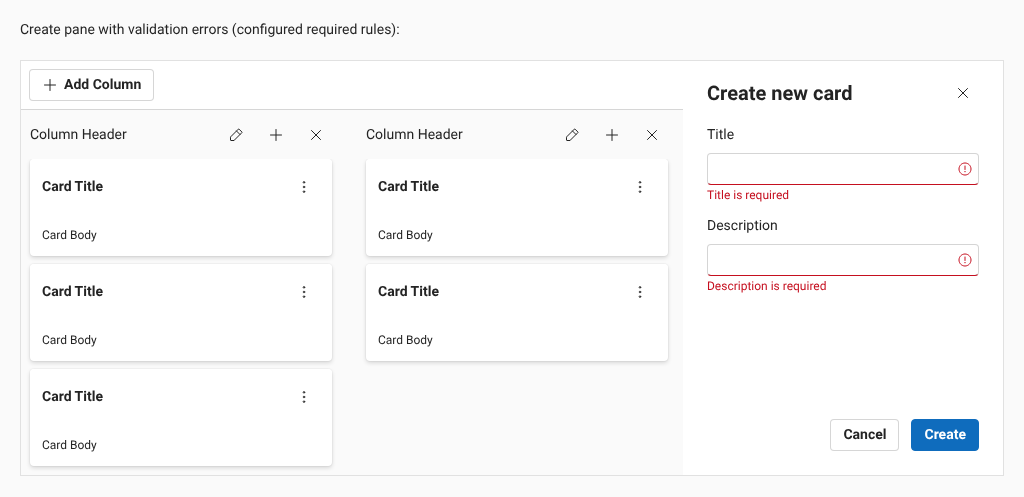 Create pane with validation errors (configured required rules):
Add Column
Column Header
Card Title
Card Body
Card Title
Card Body
Card Title
Card Body
Column Header
Card Title
Card Body
Card Title
Card Body
Create new card
Title
Title is required
Description
Description is required
Cancel
Create